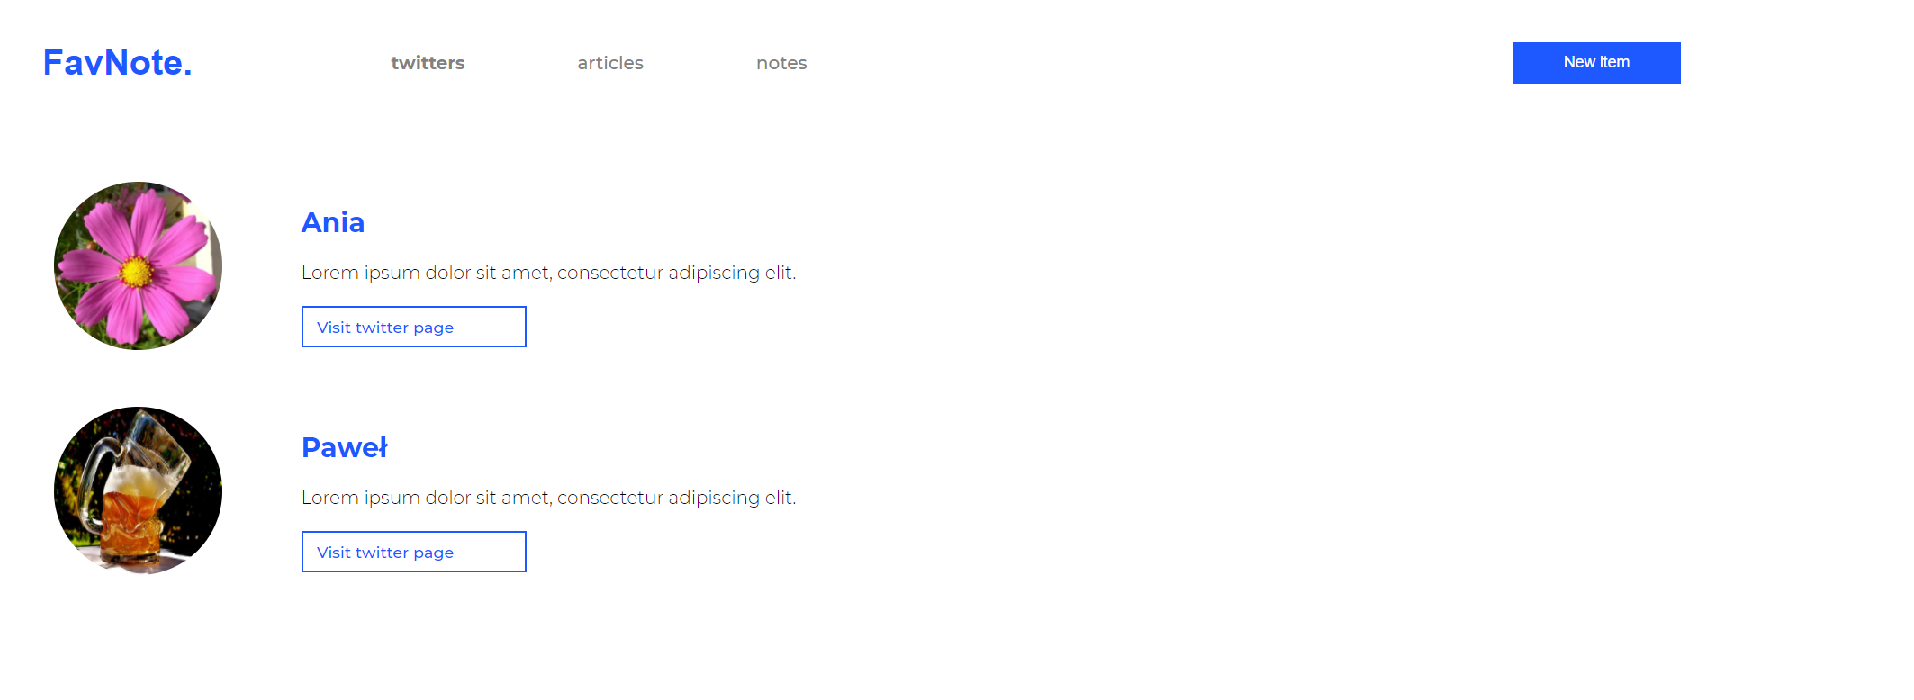 FavNote. twitters articles notes New Item
Ania
Lorem ipsum dolor sit amet, consectetur adipiscing elit.
Visit twitter page
Paweł
Lorem ipsum dolor sit amet, consectetur adipiscing elit.
Visit twitter page